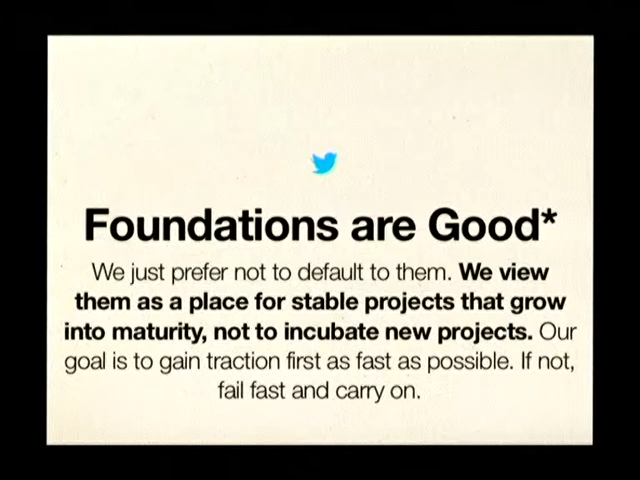 Foundations are Good*
We just prefer not to default to them. We view
them as a place for stable projects that grow
into maturity, not to incubate new projects. Our
goal is to gain traction first as fast as possible. If not,
fail fast and carry on.